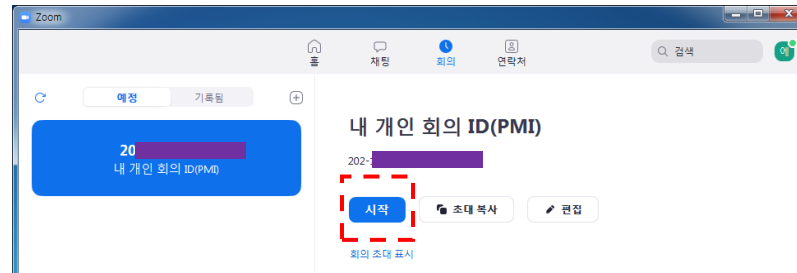 Zoom
홈 채팅 회의 연락처 검색 예
예정 기록됨
내 개인 회의 ID(PMI)
20
내 개인 회의 ID(PMI)
202-
시작 초대 복사 편집
회의 초대 표시